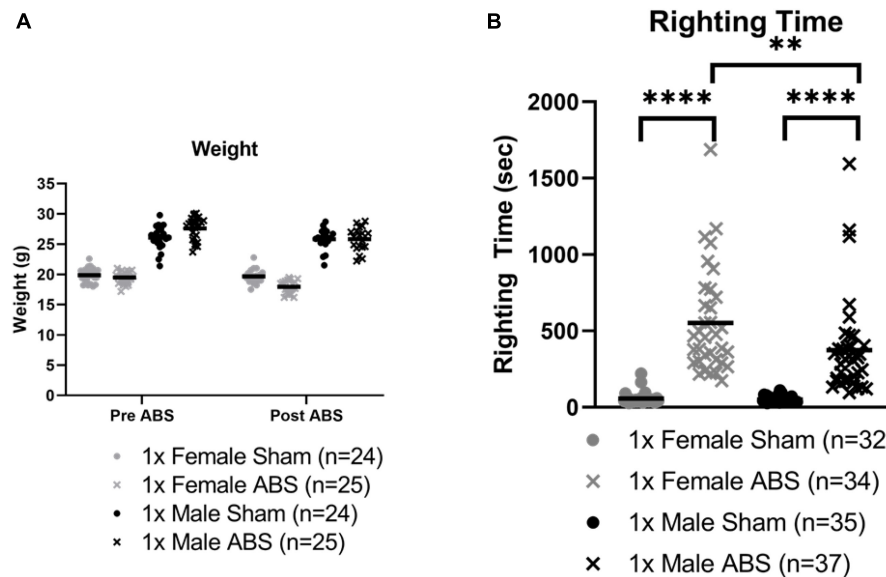 A
Weight
Weight (g)
35
30
25
20
15
10
5
0
Pre ABS
Post ABS
1x Female Sham (n=24)
1x Female ABS (n=25)
1x Male Sham (n=24)
1x Male ABS (n=25)
B
Righting Time
**
****
****
Righting Time (sec)
2000
1500
1000
500
0
1x Female Sham (n=32
1x Female ABS (n=34)
1x Male Sham (n=35)
1x Male ABS (n=37)